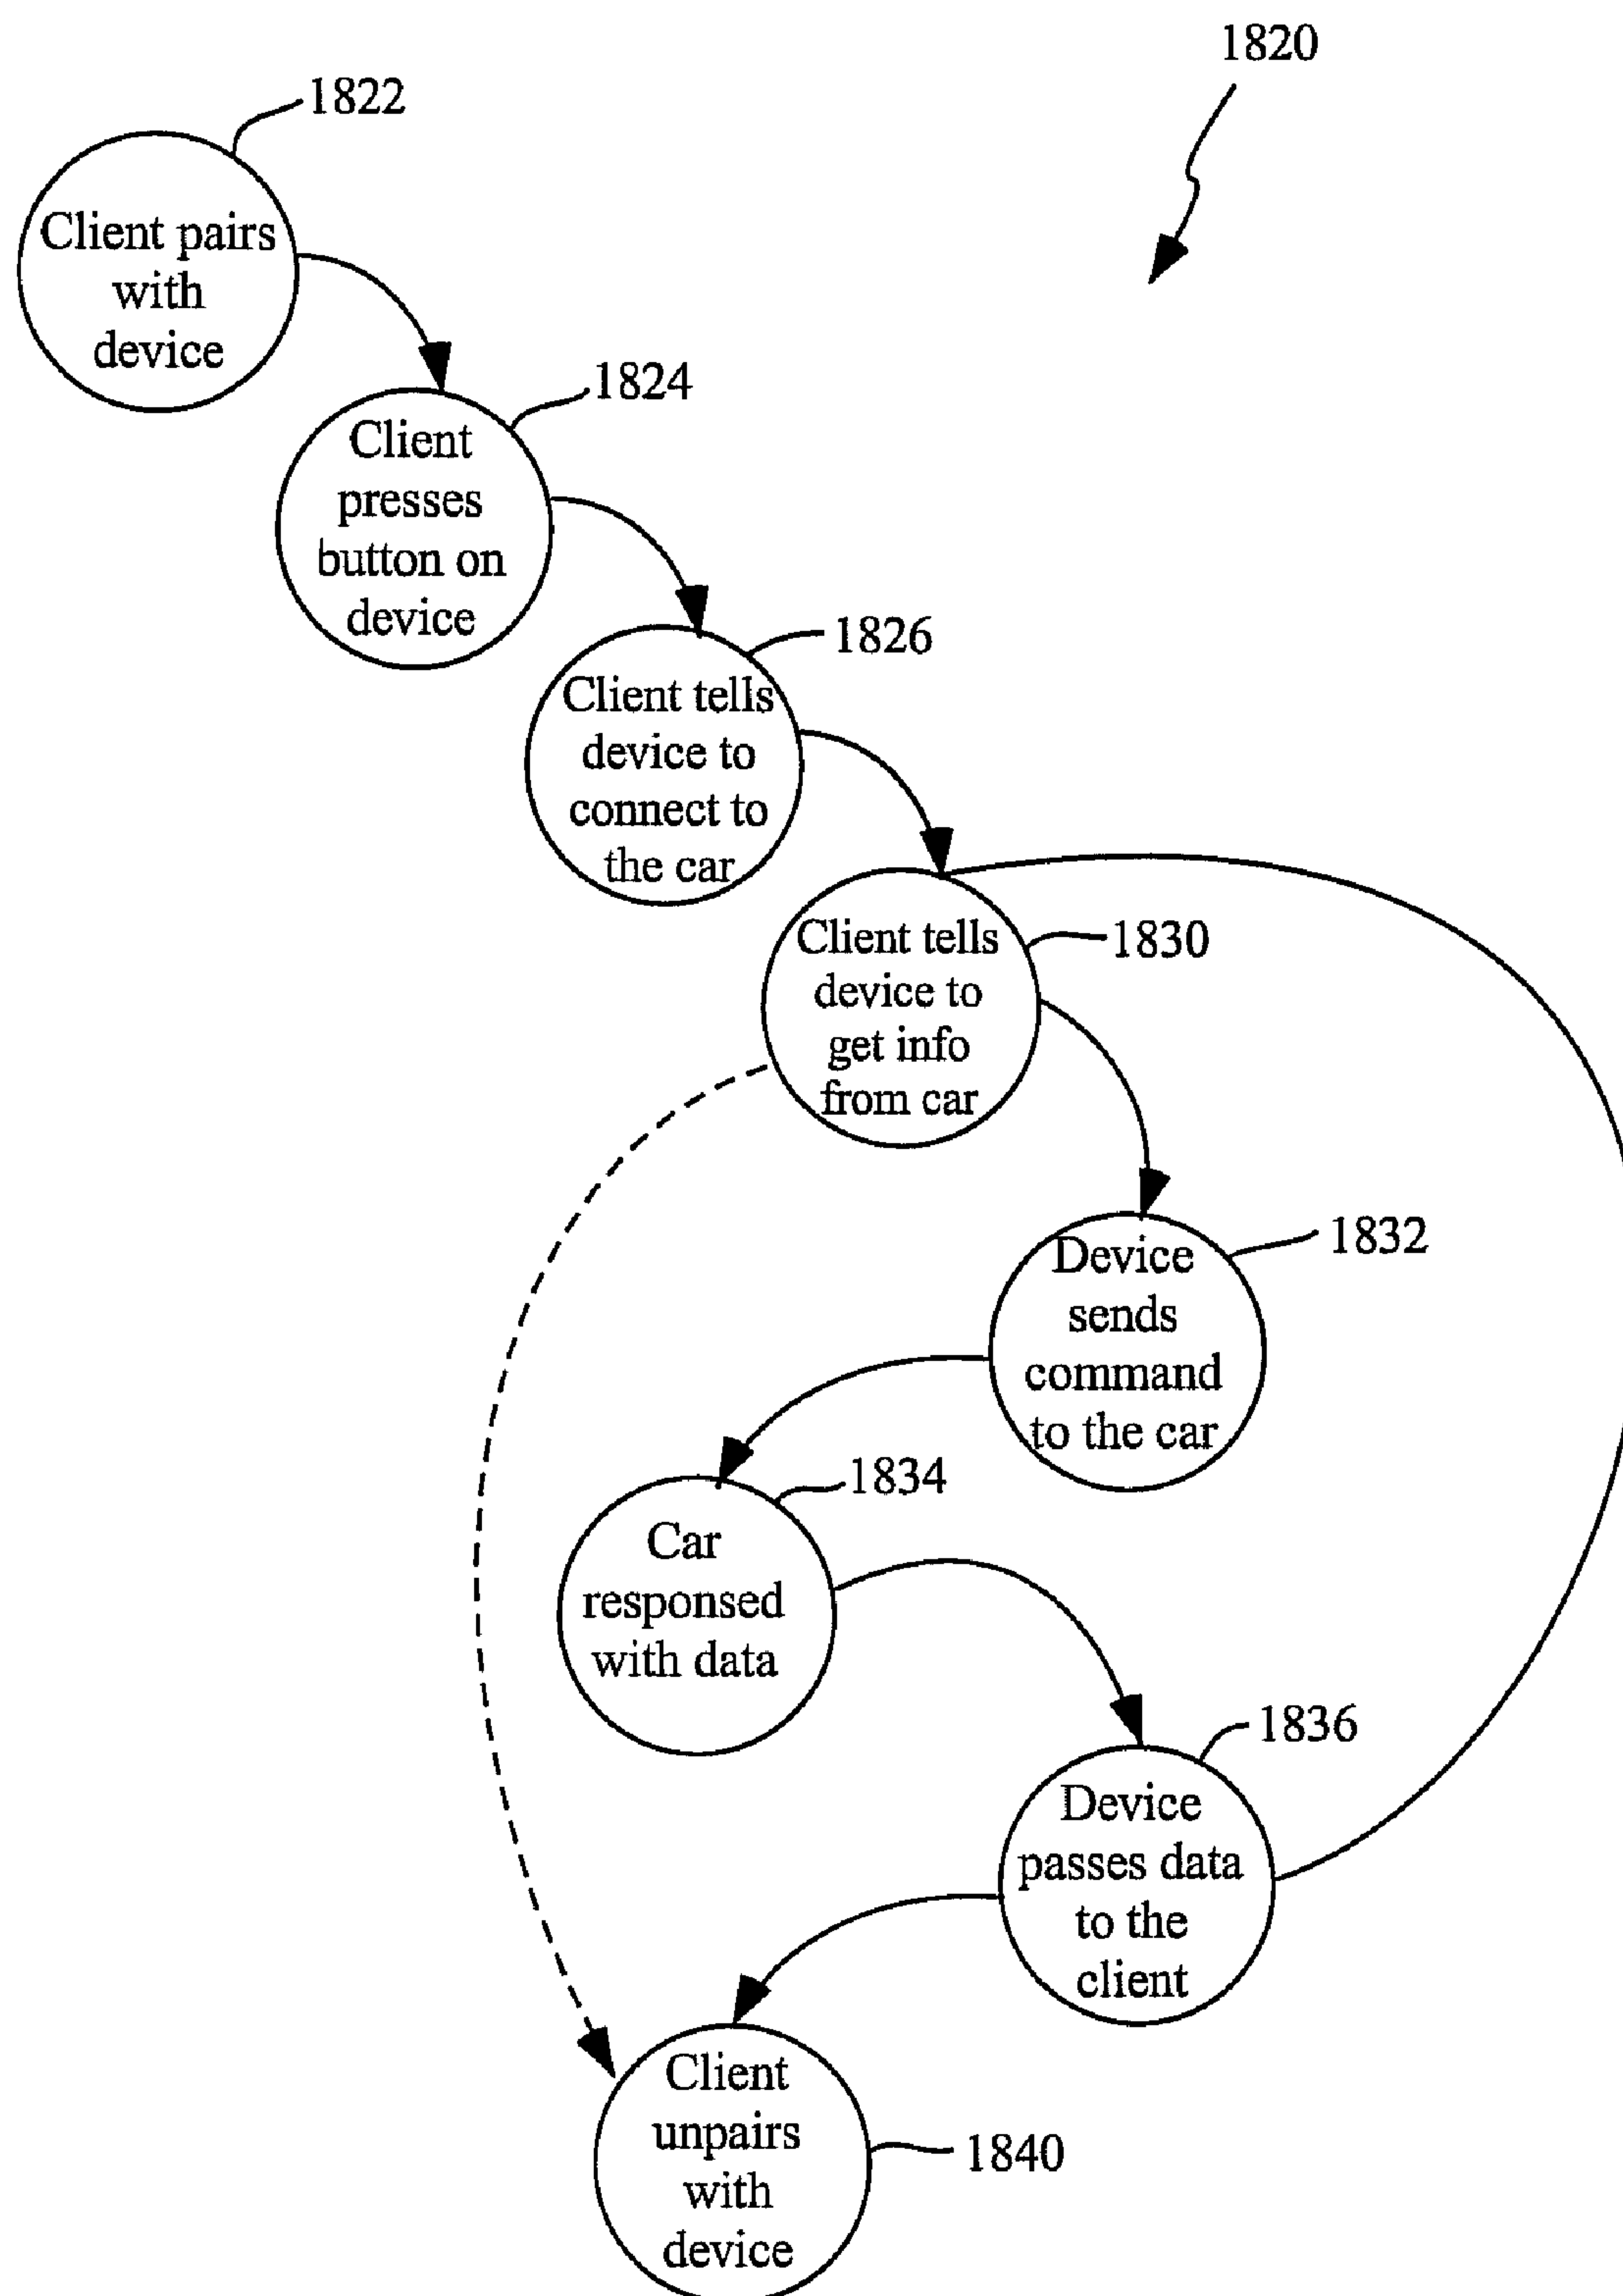 1820
1822
Client pairs
with
device
1824
Client
presses
button on
device
1826
Client tells
device to
connect to
the car
1830
Client tells
device to
get info
from car
1832
Device
sends
command
to the car
1834
Car
responsed
with data
1836
Device
passes data
to the
client
1840
Client
unpairs
with
device